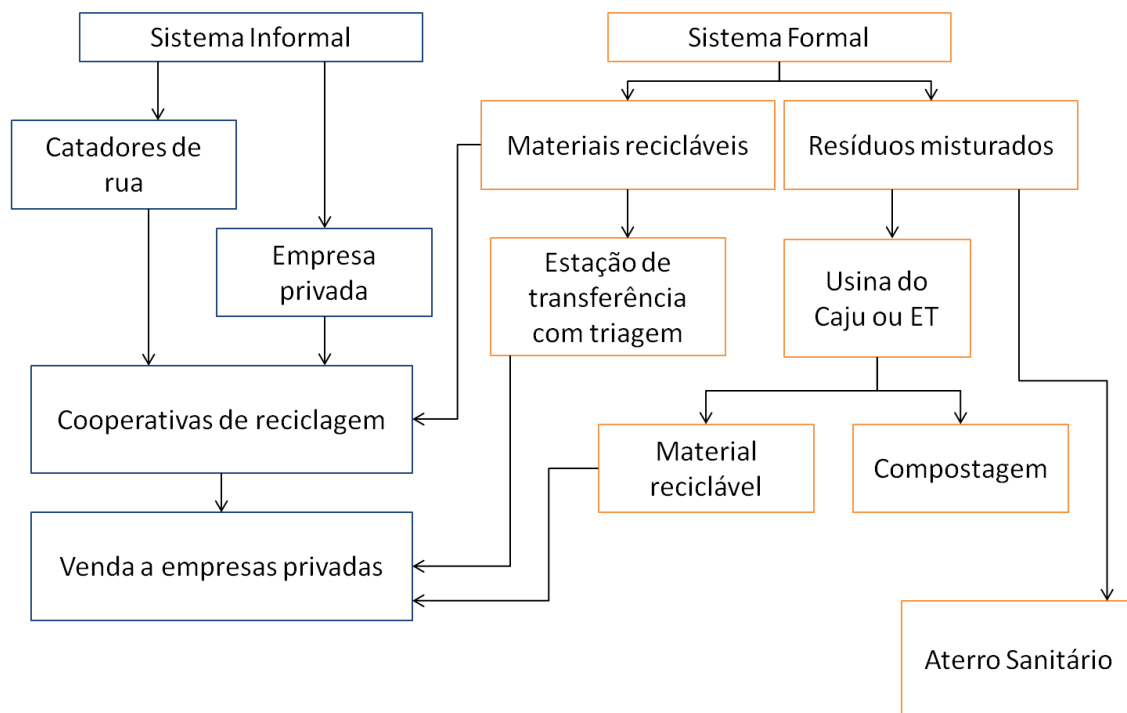 Sistema Informal
Sistema Formal
Catadores de
rua
Materiais recicláveis
Resíduos misturados
Empresa
privada
Estação de
transferência
com triagem
Usina do
Caju ou ET
Cooperativas de reciclagem
Material
reciclável
Compostagem
Venda a empresas privadas
Aterro Sanitário